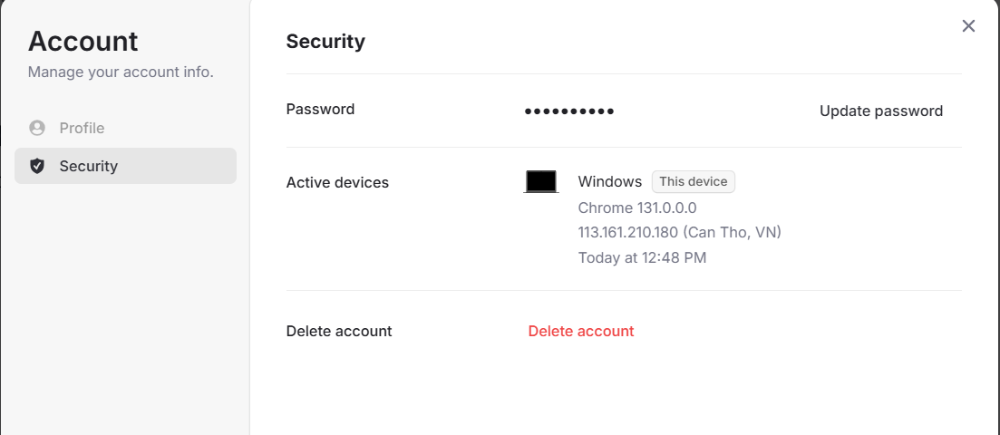 Account
Manage your account info.
Profile
Security
Security
Password
••••••••••
Update password
Active devices
Windows This device
Chrome 131.0.0.0
113.161.210.180 (Can Tho, VN)
Today at 12:48 PM
Delete account
Delete account